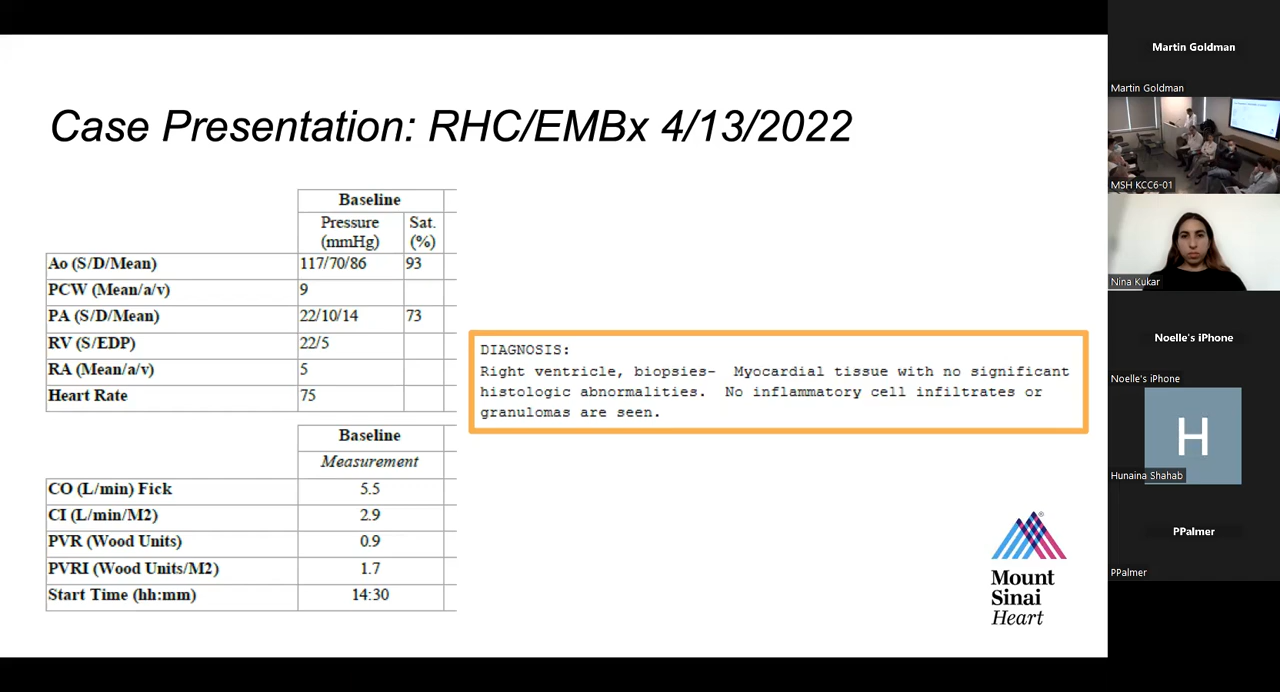 Case Presentation: RHC/EMBx 4/13/2022
Baseline
Pressure Sat.
(mmHg) (%)
Ao (S/D/Mean) 117/70/86 93
PCW (Mean/a/v) 9
PA (S/D/Mean) 22/10/14 73
RV (S/EDP) 22/5
RA (Mean/a/v) 5
Heart Rate 75
Baseline
Measurement
CO (L/min) Fick 5.5
CI (L/min/M2) 2.9
PVR (Wood Units) 0.9
PVRI (Wood Units/M2) 1.7
Start Time (hh:mm) 14:30
DIAGNOSIS:
Right ventricle, biopsies- Myocardial tissue with no significant
histologic abnormalities. No inflammatory cell infiltrates or
granulomas are seen.
Mount
Sinai
Heart
Martin Goldman
Martin Goldman
MSH KCC6-01
Nina Kukar
Noelle's iPhone
Noelle's iPhone
H
Hunaina Shahab
PPalmer
PPalmer